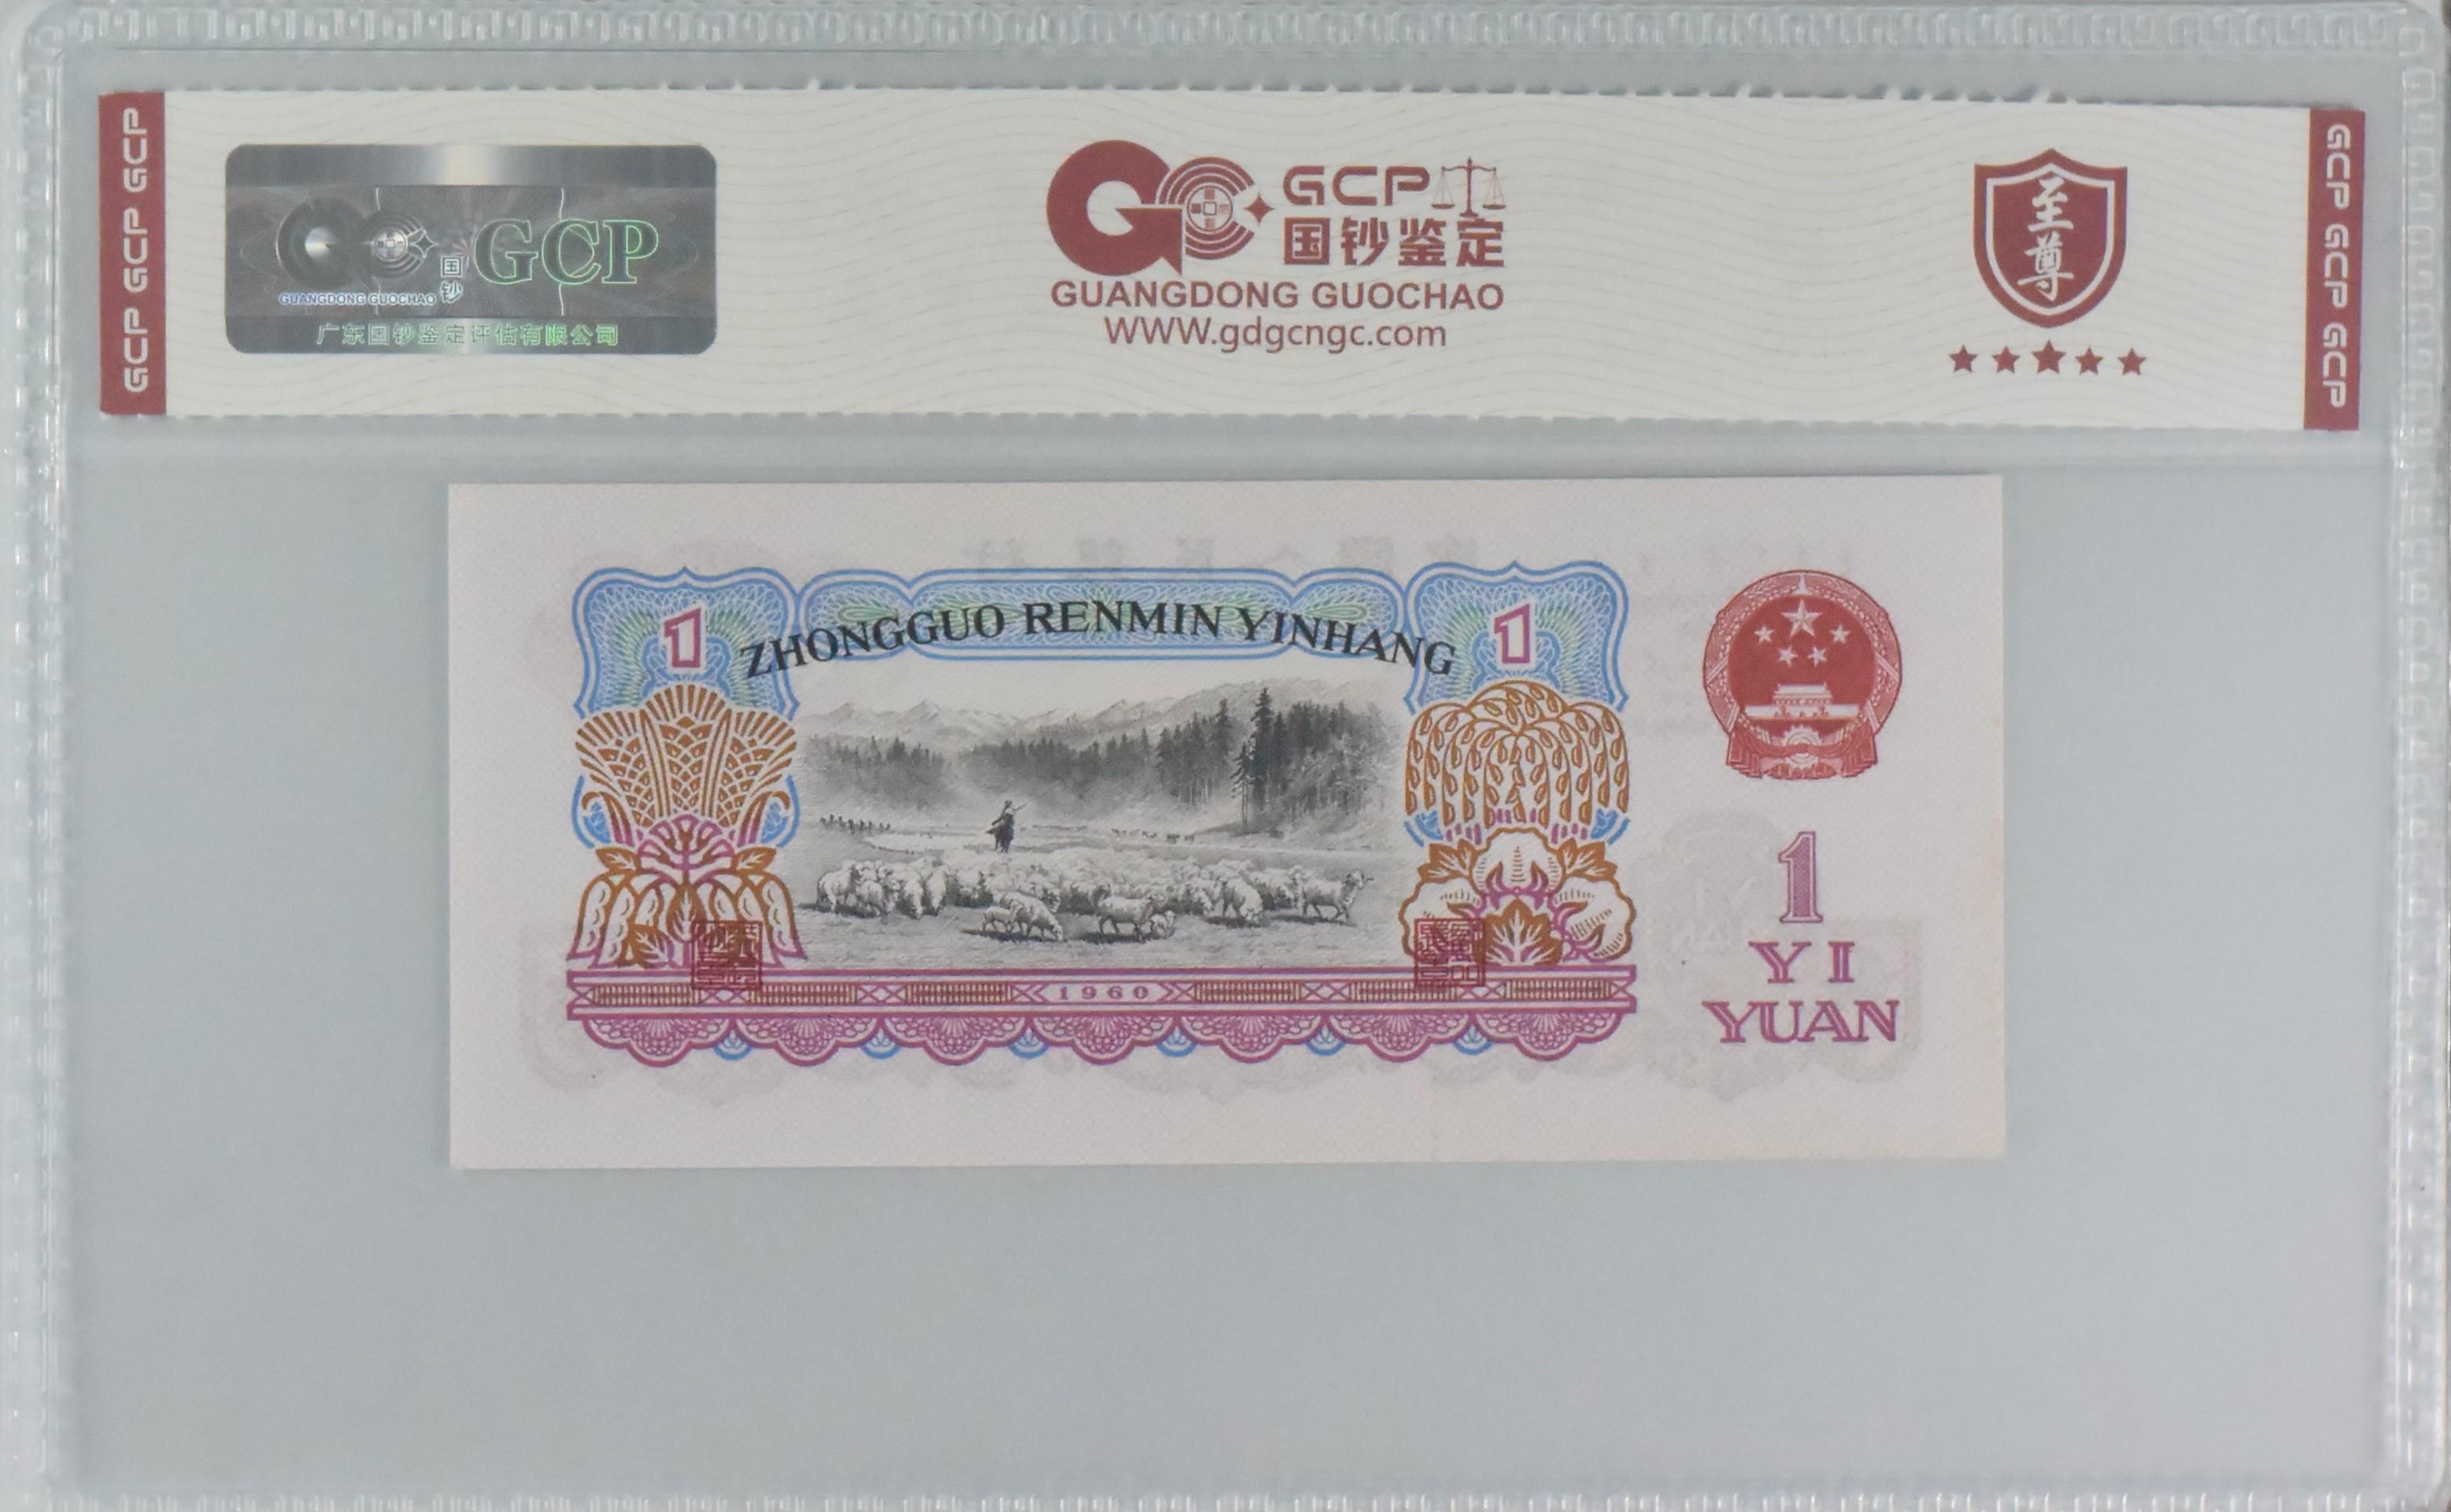 GCP GCP GCP
国钞
GCP
GUANGDONG GUOCHAO
广东国钞鉴定评估有限公司
GCP
国钞鉴定
GUANGDONG GUOCHAO
WWW.gdgcngc.com
至尊
GCP GCP GCP
1
ZHONGGUO RENMIN YINHANG
1
1960
1
YI
YUAN